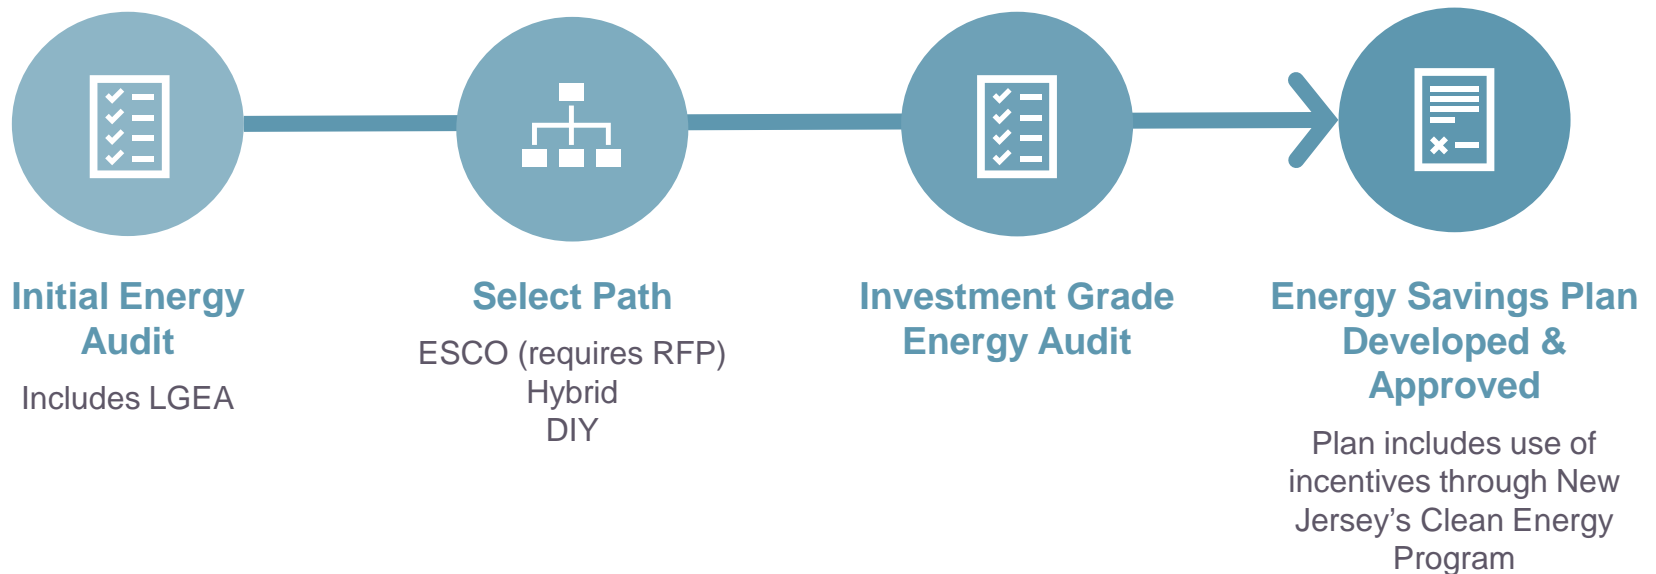 Initial Energy
Audit
Includes LGEA
Select Path
ESCO (requires RFP)
Hybrid
DIY
Investment Grade
Energy Audit
Energy Savings Plan
Developed &
Approved
Plan includes use of
incentives through New
Jersey’s Clean Energy
Program